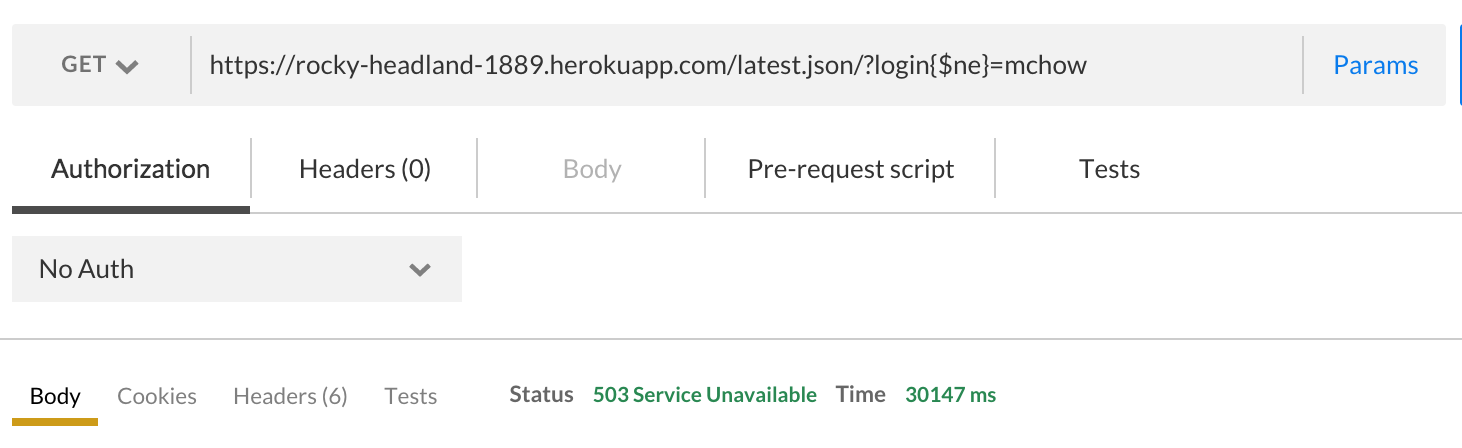 GET https://rocky-headland-1889.herokuapp.com/latest.json/?login{$ne}=mchow Params
Authorization Headers (0) Body Pre-request script Tests
No Auth
Body Cookies Headers (6) Tests Status 503 Service Unavailable Time 30147 ms